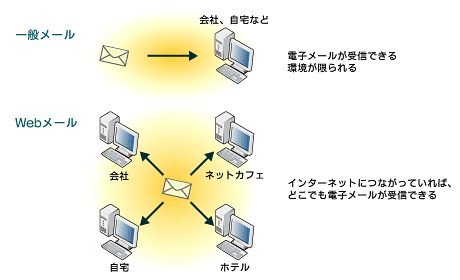 一般メール
会社、自宅など
電子メールが受信できる
環境が限られる
Webメール
会社
ネットカフェ
インターネットにつながっていれば、
どこでも電子メールが受信できる
自宅
ホテル